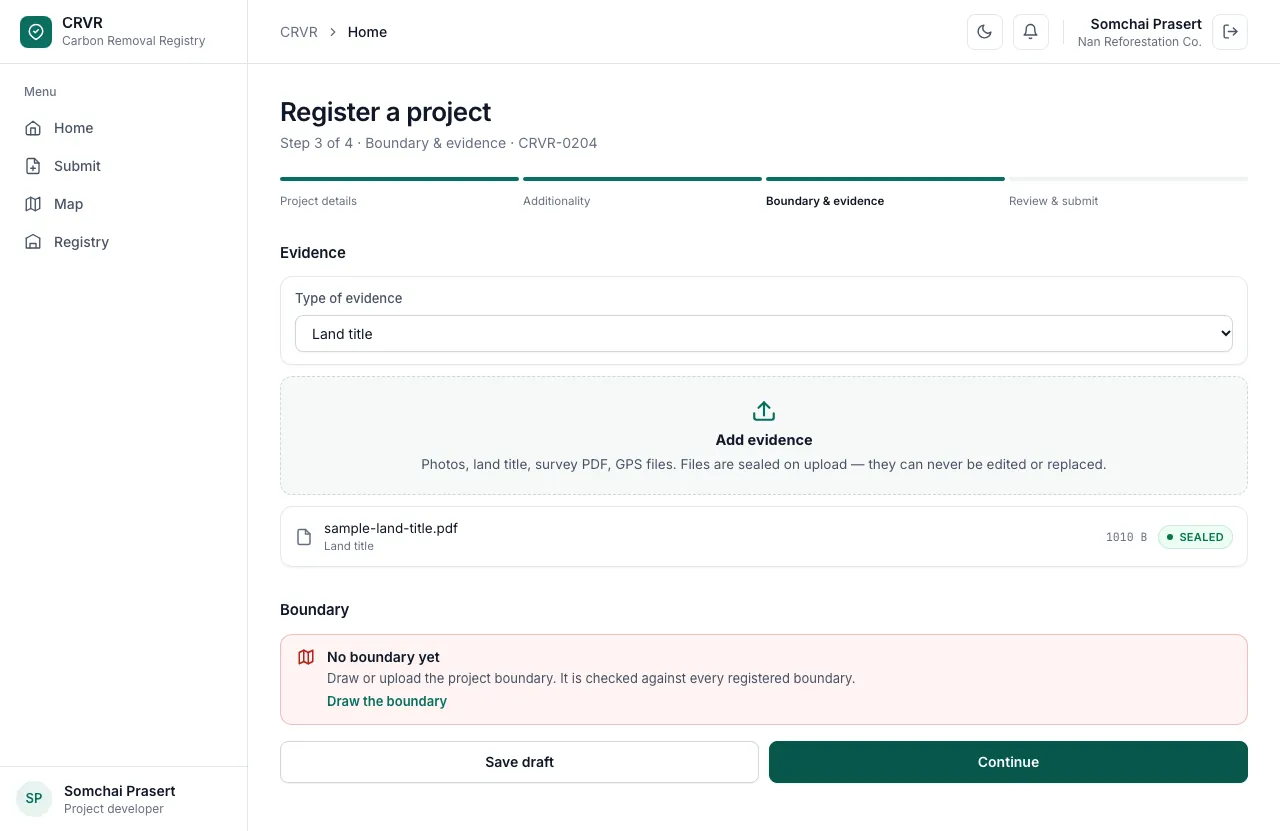 CRVR
Carbon Removal Registry
Menu
Home
Submit
Map
Registry
SP
Somchai Prasert
Project developer
CRVR > Home
Somchai Prasert
Nan Reforestation Co.
Register a project
Step 3 of 4 · Boundary & evidence · CRVR-0204
Project details
Additionality
Boundary & evidence
Review & submit
Evidence
Type of evidence
Land title
Add evidence
Photos, land title, survey PDF, GPS files. Files are sealed on upload — they can never be edited or replaced.
sample-land-title.pdf
Land title
1010 B
SEALED
Boundary
No boundary yet
Draw or upload the project boundary. It is checked against every registered boundary.
Draw the boundary
Save draft
Continue